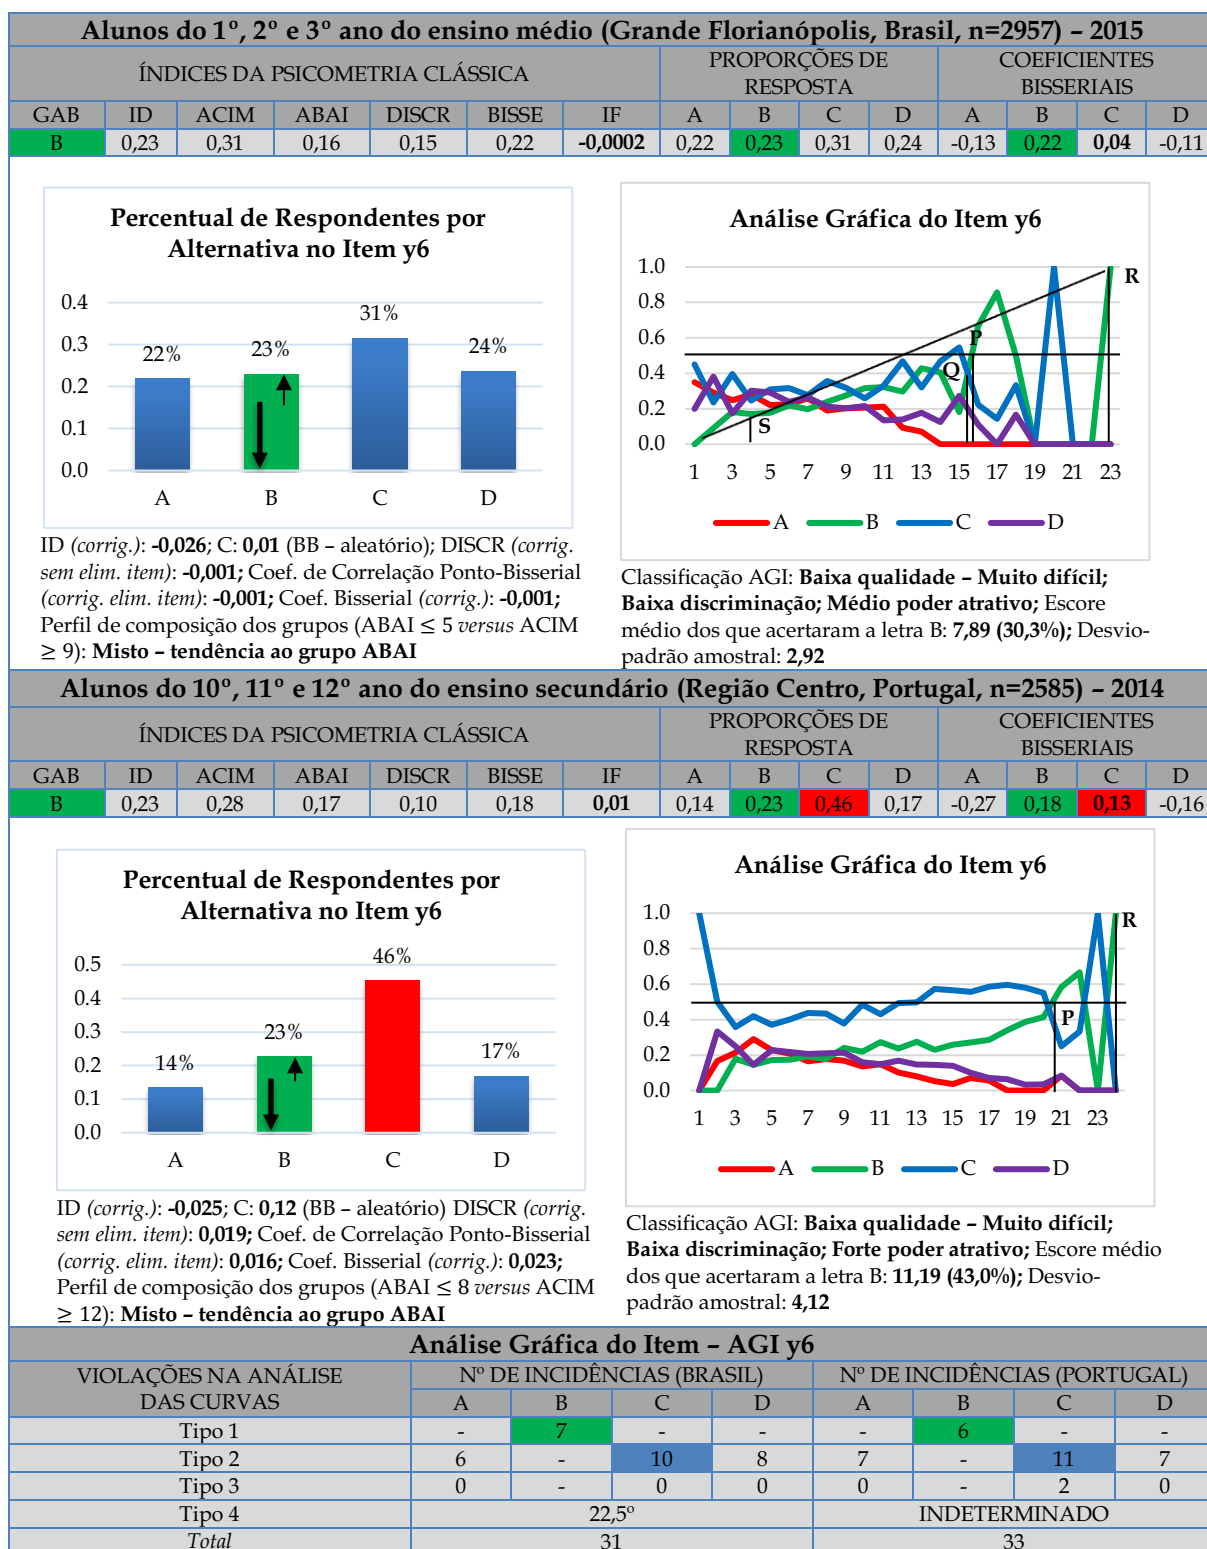 Alunos do 1º, 2º e 3º ano do ensino médio (Grande Florianópolis, Brasil, n=2957) – 2015
ÍNDICES DA PSICOMETRIA CLÁSSICA
PROPORÇÕES DE RESPOSTA
COEFICIENTES BISSERIAIS
GAB ID ACIM ABAI DISCR BISSE IF A B C D A B C D
B 0,23 0,31 0,16 0,15 0,22 -0,0002 0,22 0,23 0,31 0,24 -0,13 0,22 0,04 -0,11
Percentual de Respondentes por
Alternativa no Item y6
0.4
0.3
0.2
0.1
0.0
22%
23%
31%
24%
A B C D
ID (corrig.): -0,026; C: 0,01 (BB – aleatório); DISCR (corrig.
sem elim. item): -0,001; Coef. de Correlação Ponto-Bisserial
(corrig. elim. item): -0,001; Coef. Bisserial (corrig.): -0,001;
Perfil de composição dos grupos (ABAI ≤ 5 versus ACIM
≥ 9): Misto – tendência ao grupo ABAI
Análise Gráfica do Item y6
1.0
0.8
0.6
0.4
0.2
0.0
R
P
Q
S
1 3 5 7 9 11 13 15 17 19 21 23
A B C D
Classificação AGI: Baixa qualidade – Muito difícil;
Baixa discriminação; Médio poder atrativo; Escore
médio dos que acertaram a letra B: 7,89 (30,3%); Desvio-
padrão amostral: 2,92
Alunos do 10º, 11º e 12º ano do ensino secundário (Região Centro, Portugal, n=2585) – 2014
ÍNDICES DA PSICOMETRIA CLÁSSICA
PROPORÇÕES DE RESPOSTA
COEFICIENTES BISSERIAIS
GAB ID ACIM ABAI DISCR BISSE IF A B C D A B C D
B 0,23 0,28 0,17 0,10 0,18 0,01 0,14 0,23 0,46 0,17 -0,27 0,18 0,13 -0,16
Percentual de Respondentes por
Alternativa no Item y6
0.5
0.4
0.3
0.2
0.1
0.0
14%
23%
46%
17%
A B C D
ID (corrig.): -0,025; C: 0,12 (BB – aleatório) DISCR (corrig.
sem elim. item): 0,019; Coef. de Correlação Ponto-Bisserial
(corrig. elim. item): 0,016; Coef. Bisserial (corrig.): 0,023;
Perfil de composição dos grupos (ABAI ≤ 8 versus ACIM
≥ 12): Misto – tendência ao grupo ABAI
Análise Gráfica do Item y6
1.0
0.8
0.6
0.4
0.2
0.0
R
P
1 3 5 7 9 11 13 15 17 19 21 23
A B C D
Classificação AGI: Baixa qualidade – Muito difícil;
Baixa discriminação; Forte poder atrativo; Escore médio
dos que acertaram a letra B: 11,19 (43,0%); Desvio-
padrão amostral: 4,12
Análise Gráfica do Item – AGI y6
VIOLAÇÕES NA ANÁLISE
DAS CURVAS
Nº DE INCIDÊNCIAS (BRASIL) Nº DE INCIDÊNCIAS (PORTUGAL)
A B C D A B C D
Tipo 1 - 7 - - - 6 - -
Tipo 2 6 - 10 8 7 - 11 7
Tipo 3 0 - 0 0 0 - 2 0
Tipo 4 22,5º INDETERMINADO
Total 31 33